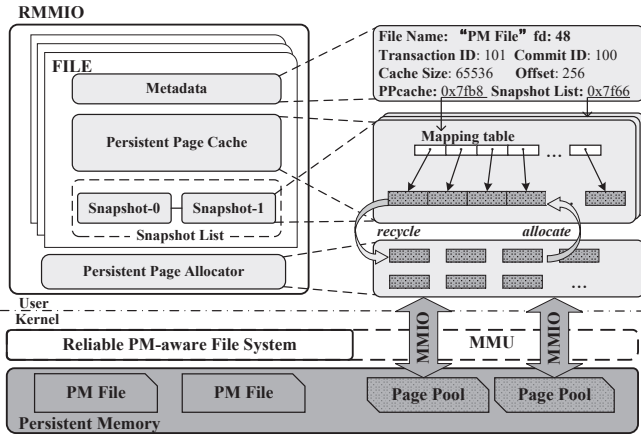 RMMIO
FILE
Metadata
Persistent Page Cache
Snapshot-0
Snapshot-1
Snapshot List
Persistent Page Allocator
File Name: “PM File” fd: 48
Transaction ID: 101 Commit ID: 100
Cache Size: 65536 Offset: 256
PPcache: 0x7fb8 Snapshot List: 0x7f66
Mapping table
...
.
recycle
allocate
...
User
Kernel
MMIO
MMIO
Reliable PM-aware File System
MMU
PM File
PM File
Page Pool
Page Pool
Persistent Memory